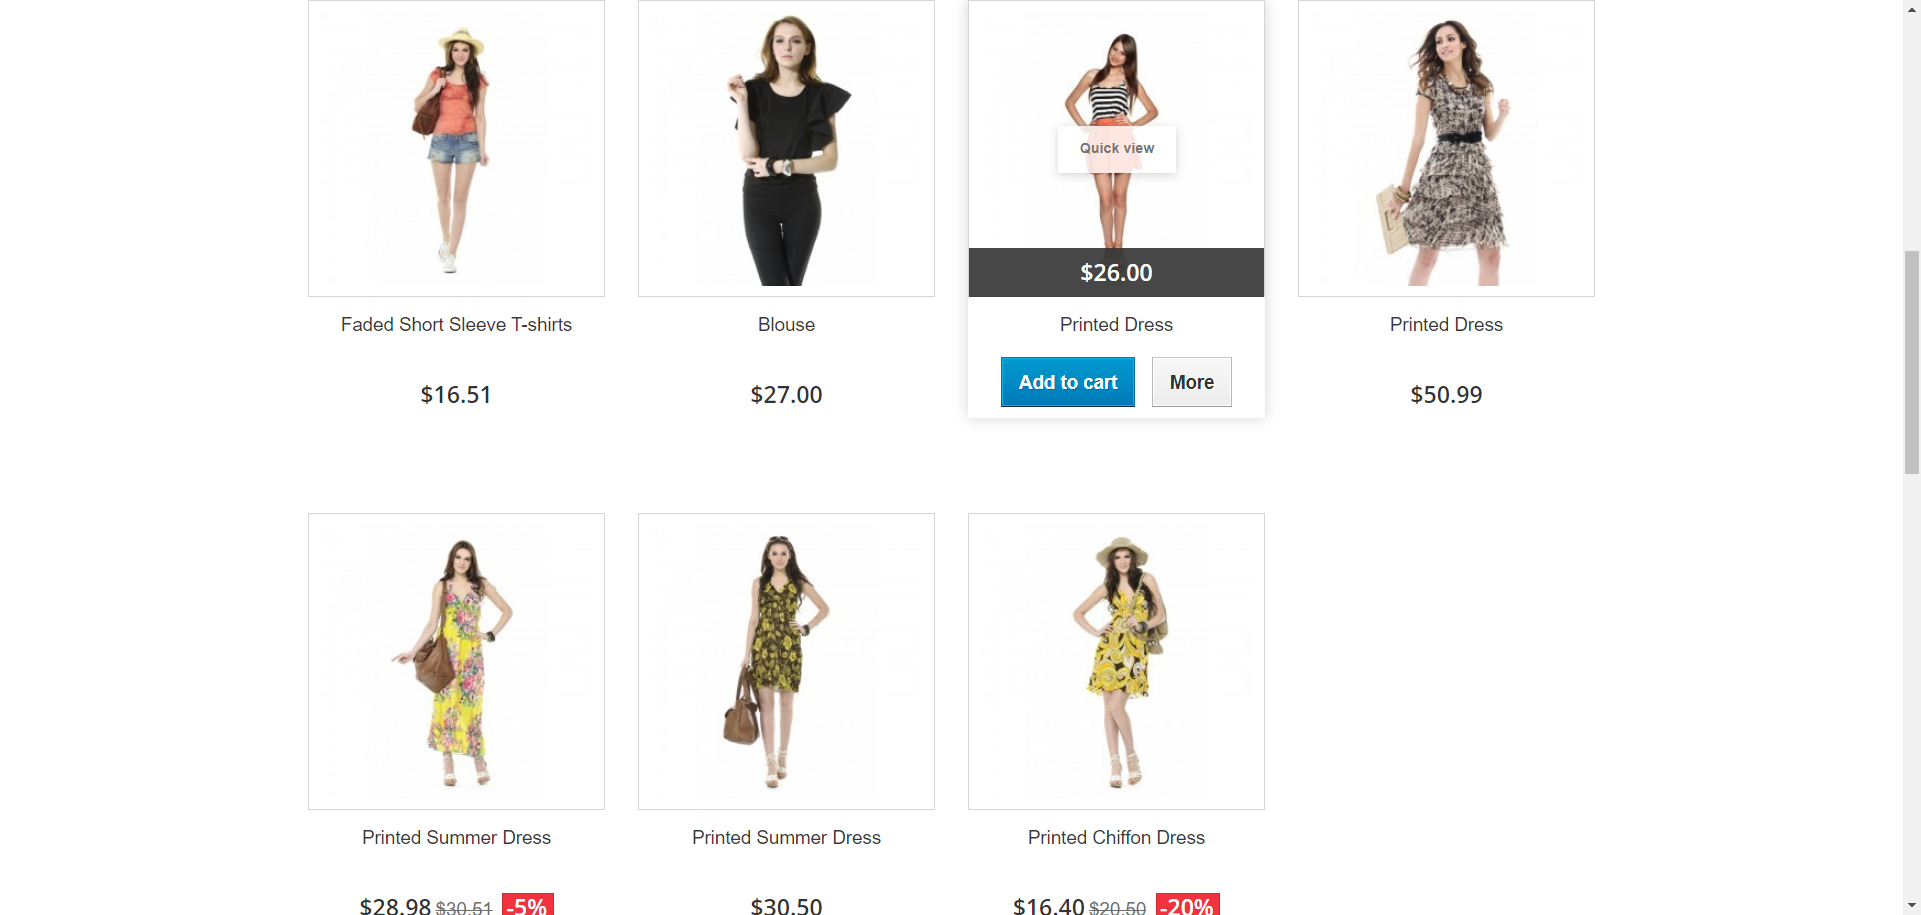 Quick view
$26.00
Faded Short Sleeve T-shirts
Blouse
Printed Dress
Printed Dress
$16.51
$27.00
Add to cart
More
$50.99
Printed Summer Dress
Printed Summer Dress
Printed Chiffon Dress
$28.98 $30.51 -5%
$30.50
$16.40 $20.50 -20%